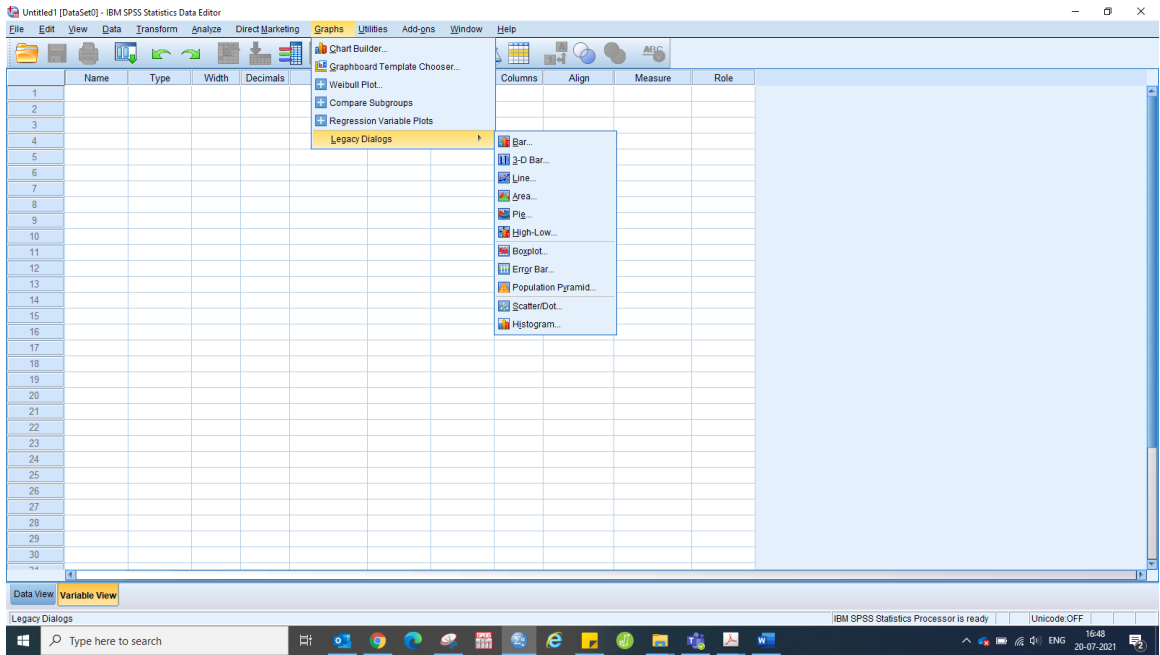 Untitled1 [DataSet0] - IBM SPSS Statistics Data Editor
File Edit View Data Transform Analyze Direct Marketing Graphs Utilities Add-ons Window Help
Chart Builder...
Graphboard Template Chooser...
Weibull Plot...
Compare Subgroups
Regression Variable Plots
Legacy Dialogs
Bar...
3-D Bar...
Line...
Area...
Pie...
High-Low...
Boxplot...
Error Bar...
Population Pyramid...
Scatter/Dot...
Histogram...
Name Type Width Decimals Columns Align Measure Role
1
2
3
4
5
6
7
8
9
10
11
12
13
14
15
16
17
18
19
20
21
22
23
24
25
26
27
28
29
30
Data View Variable View
Legacy Dialogs IBM SPSS Statistics Processor is ready Unicode:OFF
Type here to search
ENG 16:48
20-07-2021